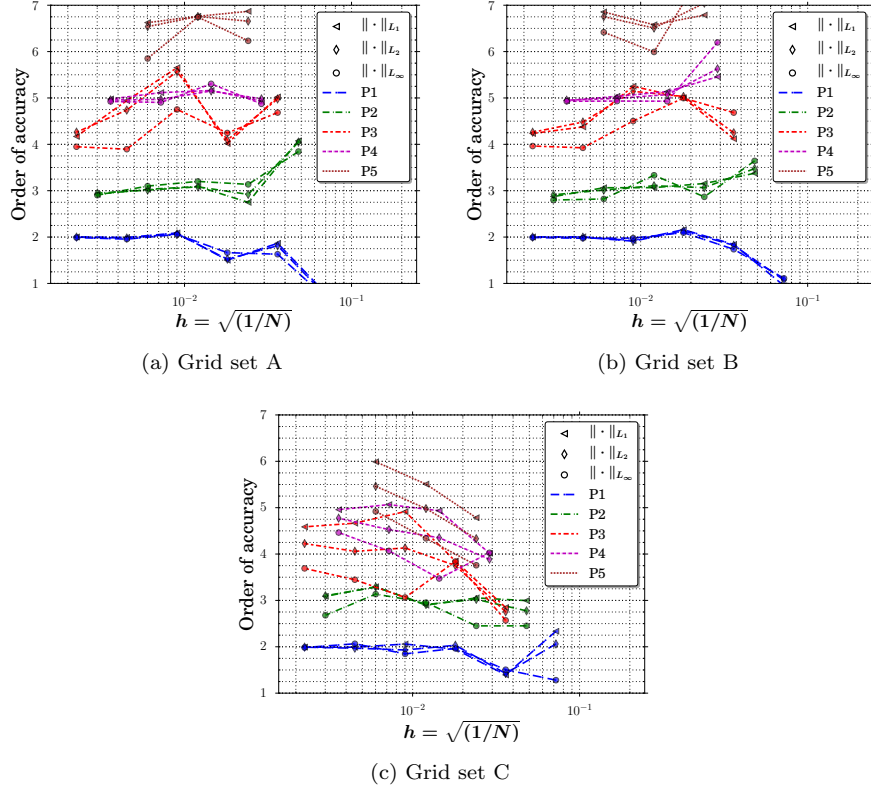 7
6
5
4
3
2
1
Order of accuracy
‖ · ‖L₁
‖ · ‖L₂
‖ · ‖L∞
P1
P2
P3
P4
P5
10⁻²
10⁻¹
h = √(1/N)
(a) Grid set A
7
6
5
4
3
2
1
Order of accuracy
‖ · ‖L₁
‖ · ‖L₂
‖ · ‖L∞
P1
P2
P3
P4
P5
10⁻²
10⁻¹
h = √(1/N)
(b) Grid set B
7
6
5
4
3
2
1
Order of accuracy
‖ · ‖L₁
‖ · ‖L₂
‖ · ‖L∞
P1
P2
P3
P4
P5
10⁻²
10⁻¹
h = √(1/N)
(c) Grid set C